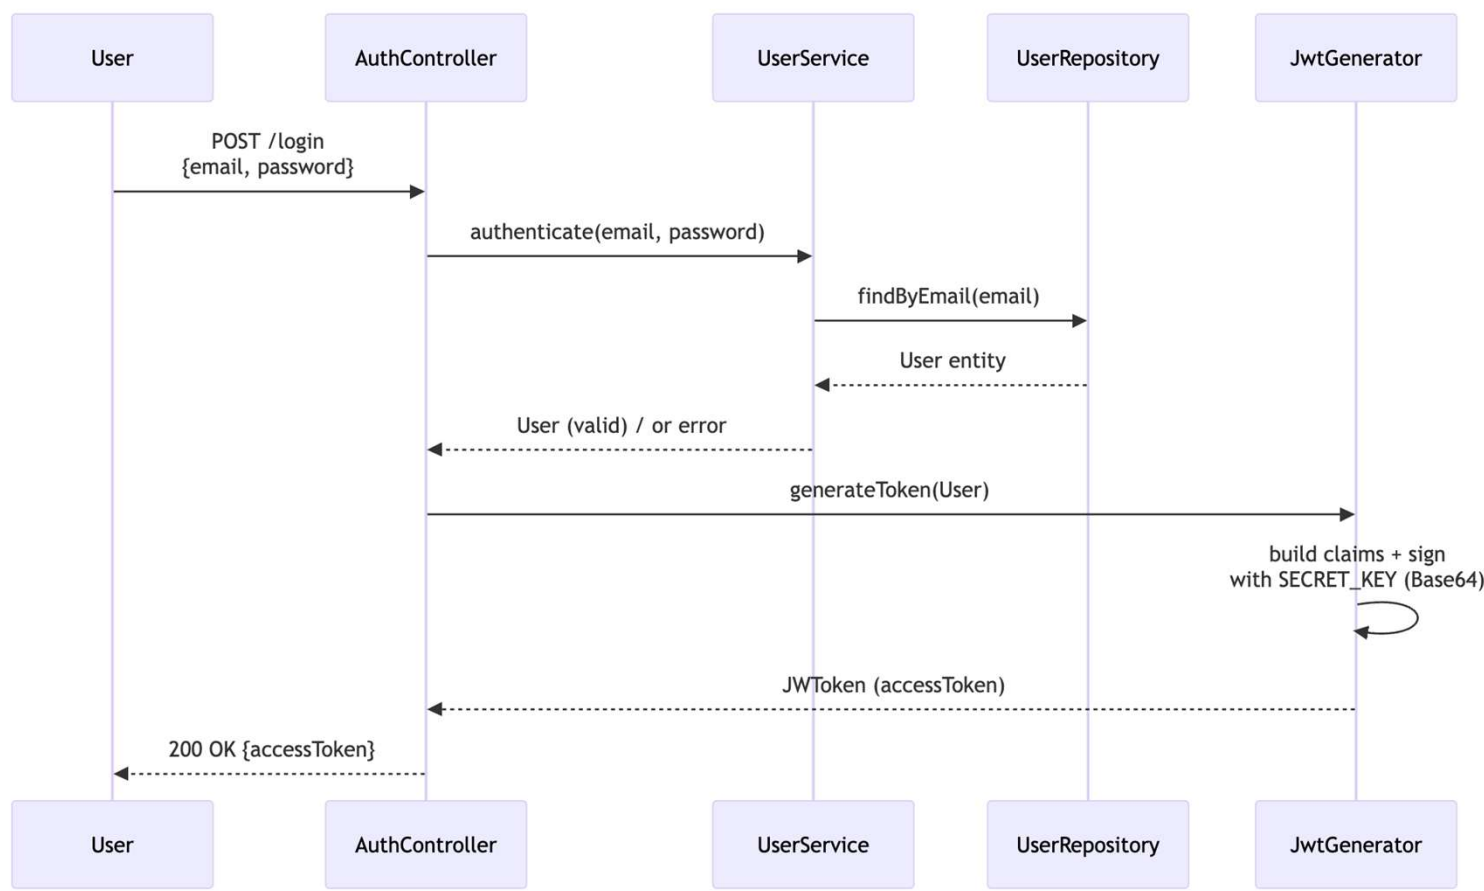 User
AuthController
UserService
UserRepository
JwtGenerator
POST /login
{email, password}
authenticate(email, password)
findByEmail(email)
User entity
User (valid) / or error
generateToken(User)
build claims + sign
with SECRET_KEY (Base64)
JWToken (accessToken)
200 OK {accessToken}
User
AuthController
UserService
UserRepository
JwtGenerator